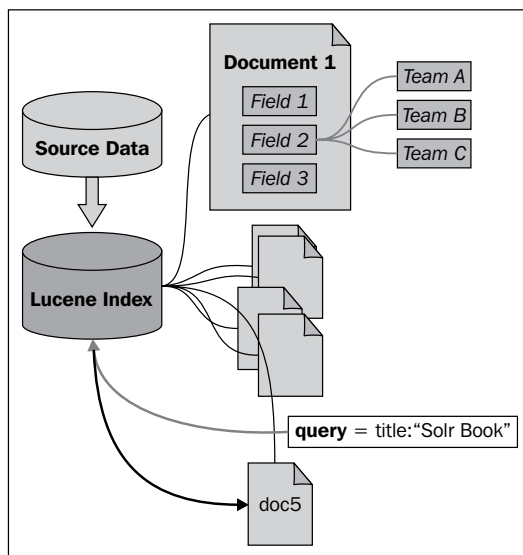 Document 1
Field 1
Field 2
Field 3
Team A
Team B
Team C
Source Data
Lucene Index
query = title:“Solr Book”
doc5